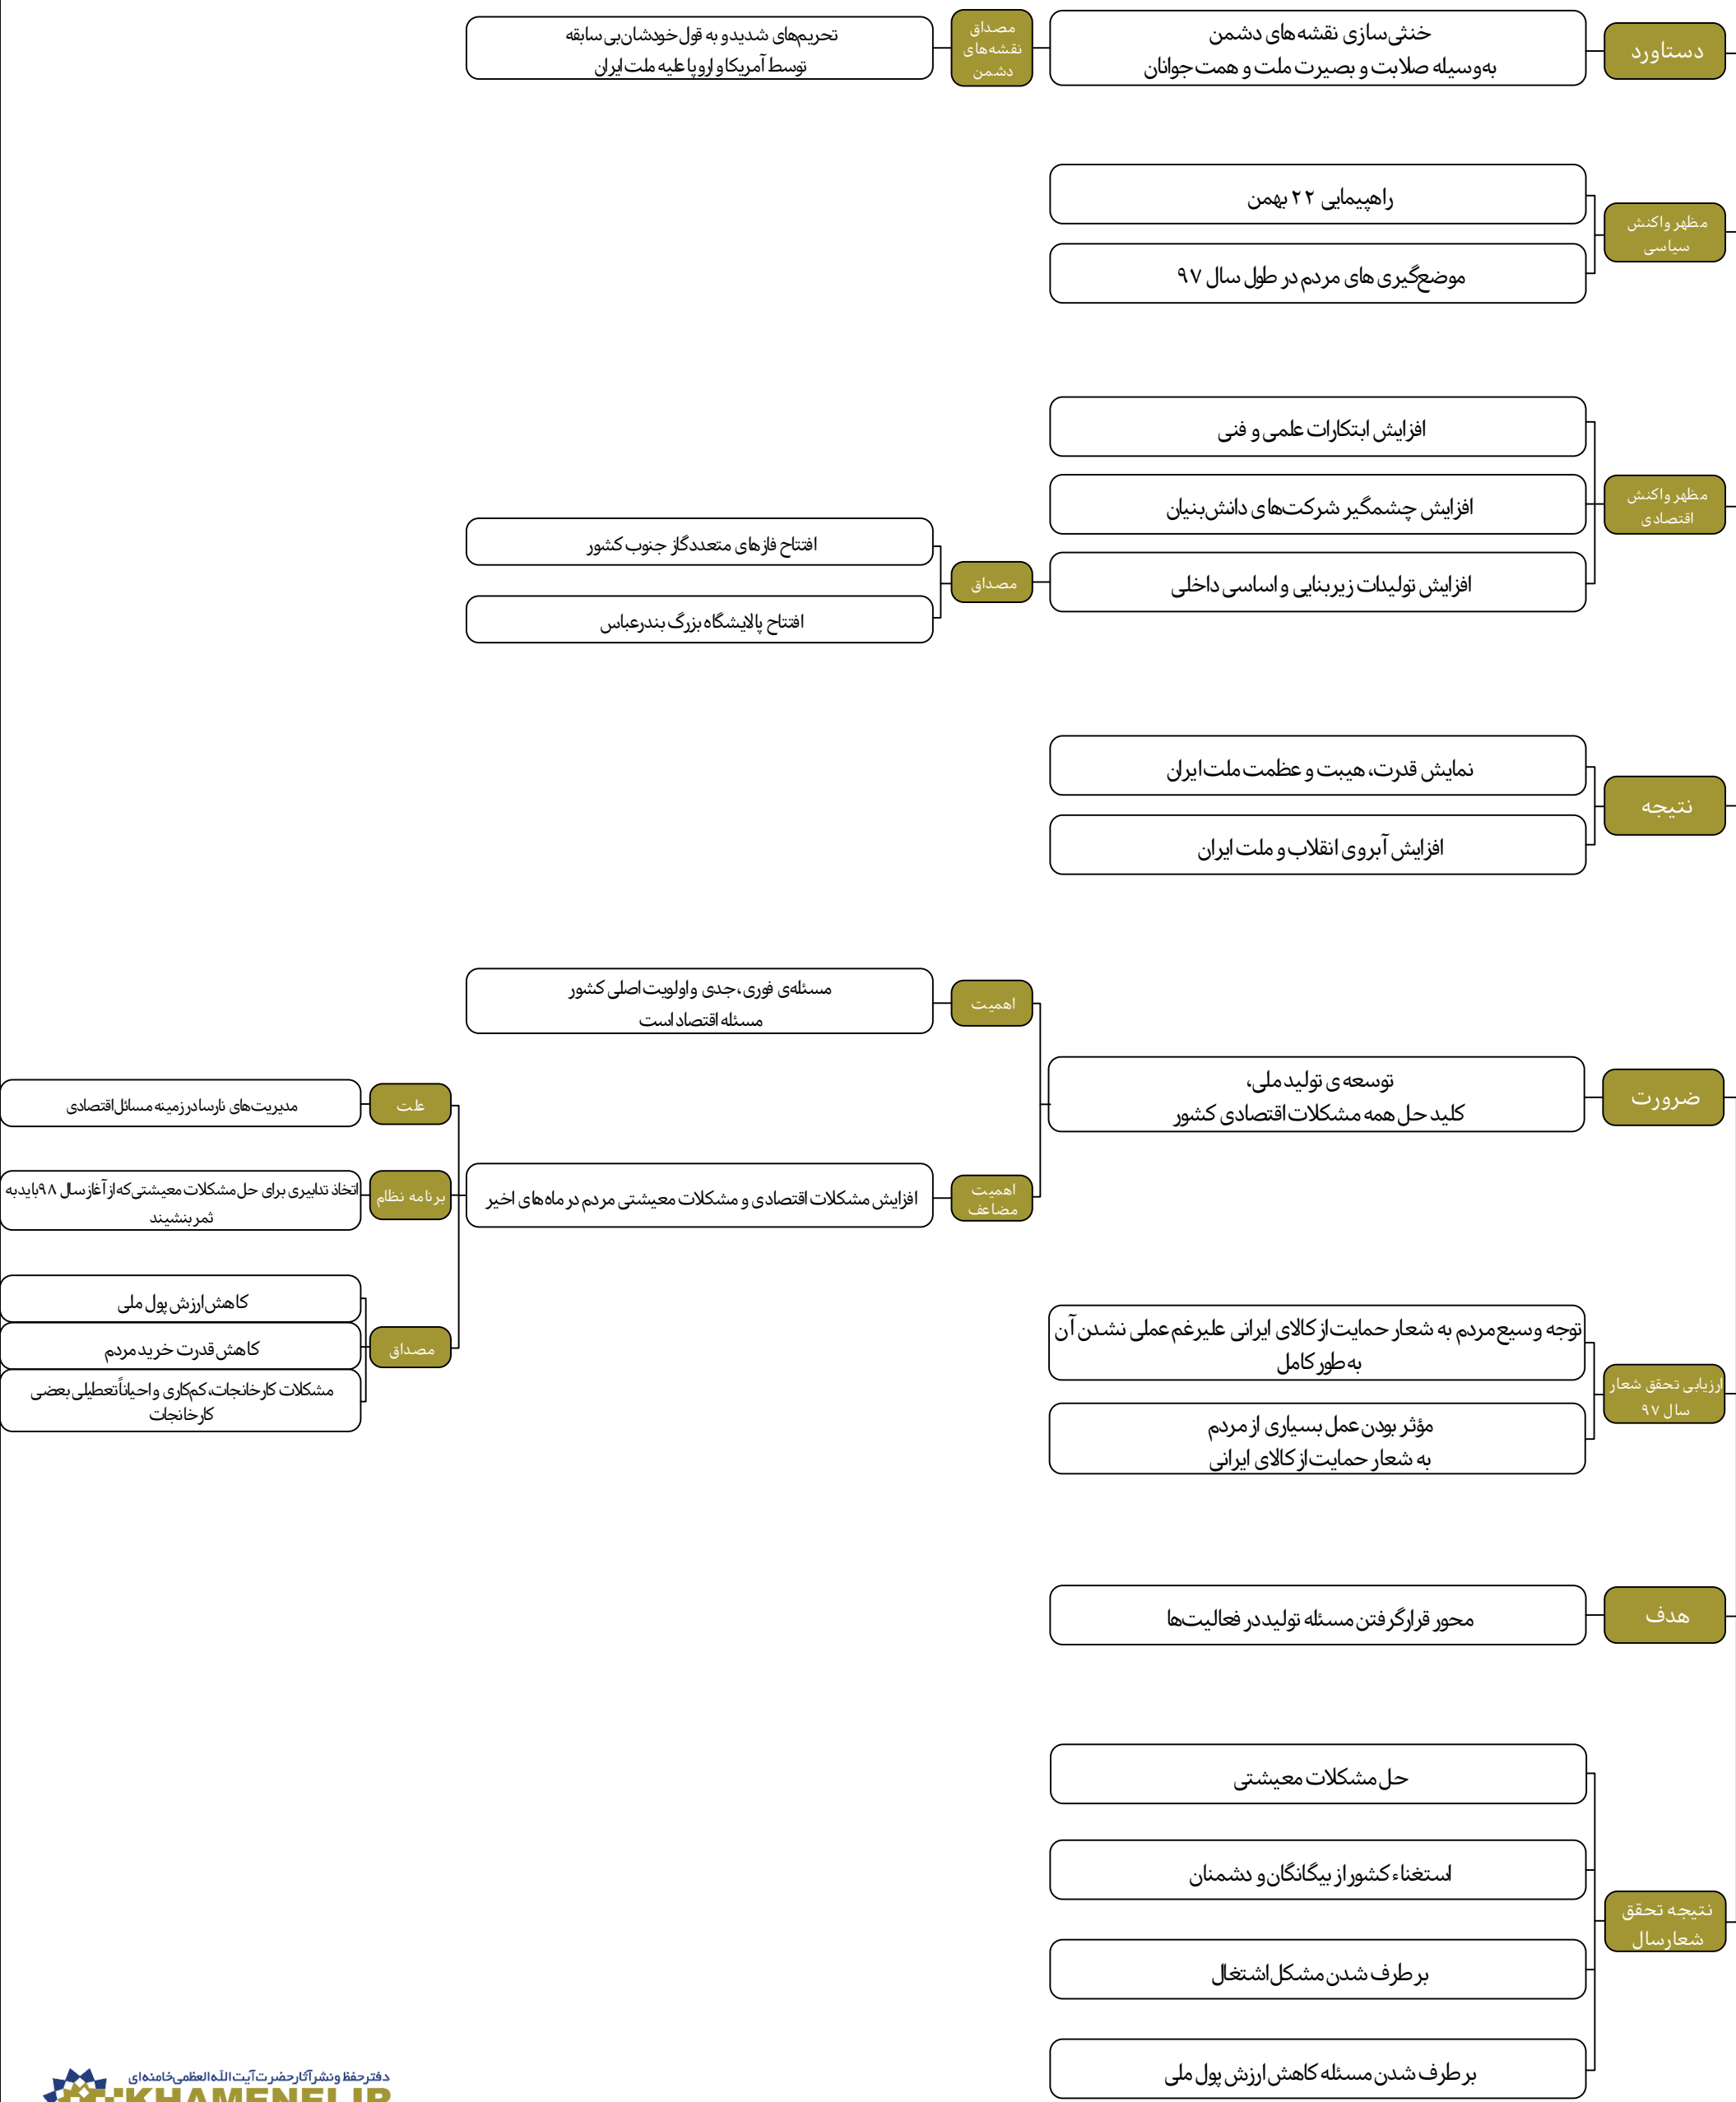 دستاورد
خنثی‌سازی نقشه‌های دشمن
به‌وسیله صلابت و بصیرت ملت و همت جوانان
مصداق
نقشه‌های
دشمن
تحریم‌های شدید و به قول خودشان بی سابقه
توسط آمریکا و اروپا علیه ملت ایران
مظهر واکنش
سیاسی
راهپیمایی ۲۲ بهمن
موضع‌گیری های مردم در طول سال ۹۷
مظهر واکنش
اقتصادی
افزایش ابتکارات علمی و فنی
افزایش چشمگیر شرکت‌های دانش‌بنیان
افزایش تولیدات زیربنایی و اساسی داخلی
مصداق
افتتاح فازهای متعدد گاز جنوب کشور
افتتاح پالایشگاه بزرگ بندرعباس
نتیجه
نمایش قدرت، هیبت و عظمت ملت ایران
افزایش آبروی انقلاب و ملت ایران
ضرورت
توسعه ی تولید ملی،
کلید حل همه مشکلات اقتصادی کشور
اهمیت
مسئله‌ی فوری، جدی و اولویت اصلی کشور
مسئله اقتصاد است
اهمیت
مضاعف
افزایش مشکلات اقتصادی و مشکلات معیشتی مردم در ماه های اخیر
علت
مدیریت‌های نارسا در زمینه مسائل اقتصادی
برنامه نظام
اتخاذ تدابیری برای حل مشکلات معیشتی که از آغاز سال ۹۸ باید به
ثمر بنشیند
مصداق
کاهش ارزش پول ملی
کاهش قدرت خرید مردم
مشکلات کارخانجات، کم‌کاری و احیاناً تعطیلی بعضی
کارخانجات
ارزیابی تحقق شعار
سال ۹۷
توجه وسیع مردم به شعار حمایت از کالای ایرانی علیرغم عملی نشدن آن
به طور کامل
مؤثر بودن عمل بسیاری از مردم
به شعار حمایت از کالای ایرانی
هدف
محور قرار گرفتن مسئله تولید در فعالیت‌ها
نتیجه تحقق
شعار سال
حل مشکلات معیشتی
استغناء کشور از بیگانگان و دشمنان
بر طرف شدن مشکل اشتغال
بر طرف شدن مسئله کاهش ارزش پول ملی
دفتر حفظ و نشر آثار حضرت آیت‌الله العظمی خامنه‌ای
KHAMENEI.IR